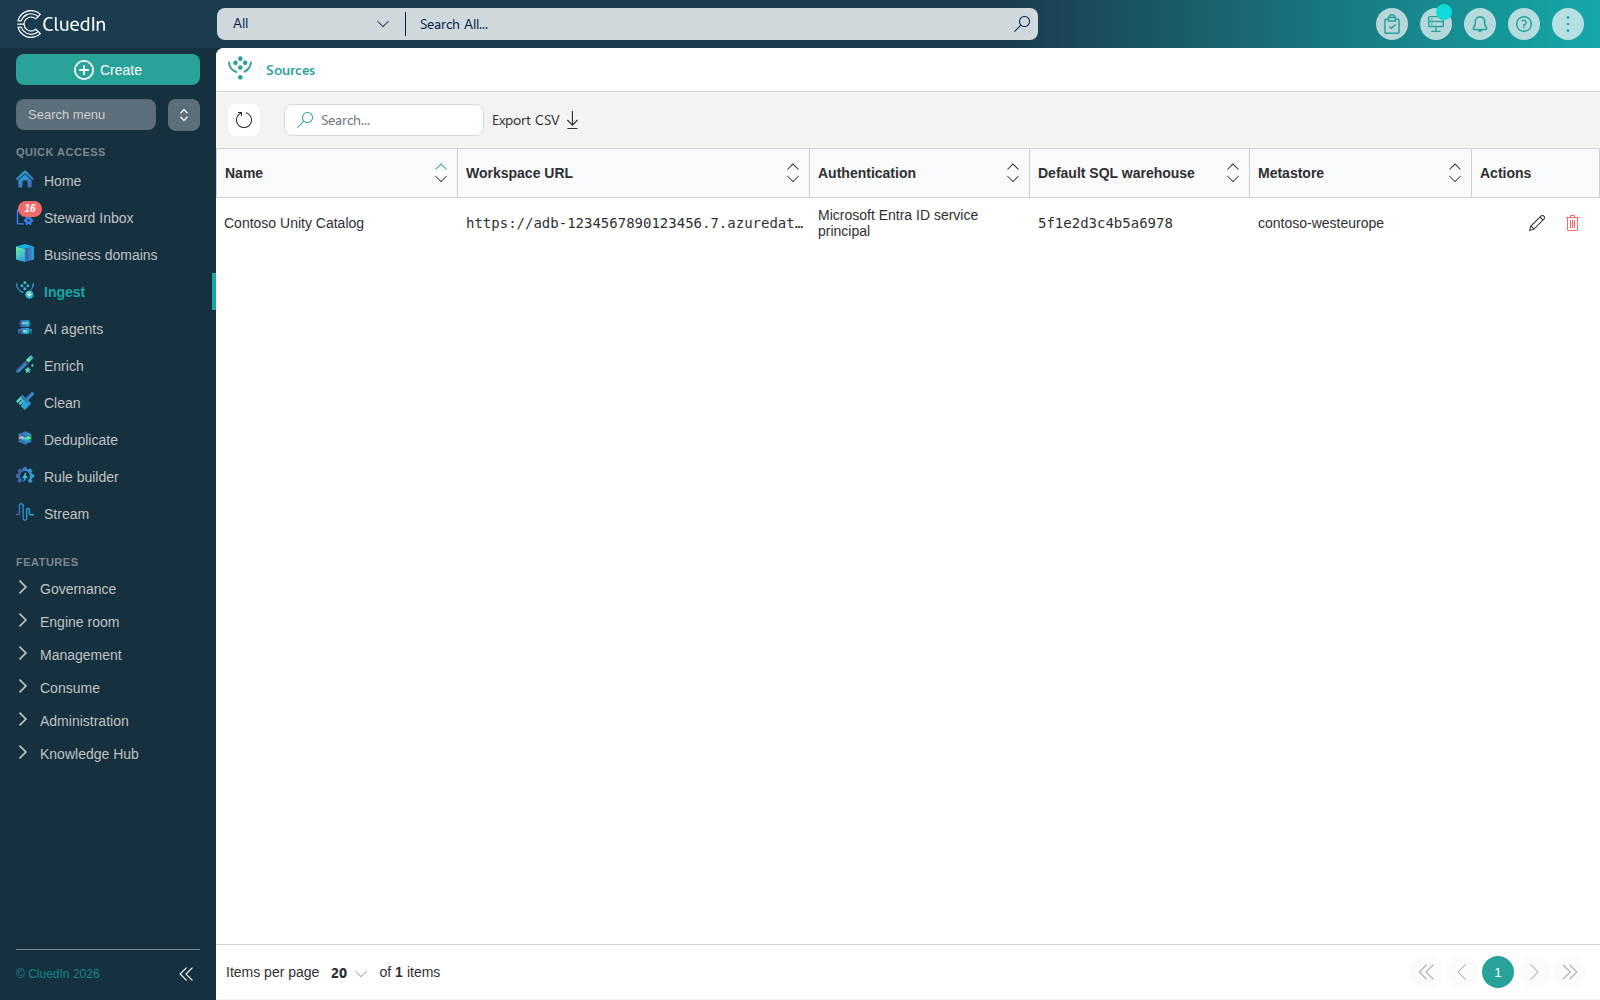 CluedIn
All
Search All...
Create
Search menu
QUICK ACCESS
Home
16
Steward Inbox
Business domains
Ingest
AI agents
Enrich
Clean
Deduplicate
Rule builder
Stream
FEATURES
Governance
Engine room
Management
Consume
Administration
Knowledge Hub
© CluedIn 2026
Sources
Search...
Export CSV
Name
Workspace URL
Authentication
Default SQL warehouse
Metastore
Actions
Contoso Unity Catalog
https://adb-1234567890123456.7.azuredat…
Microsoft Entra ID service
principal
5f1e2d3c4b5a6978
contoso-westeurope
Items per page 20 of 1 items
1